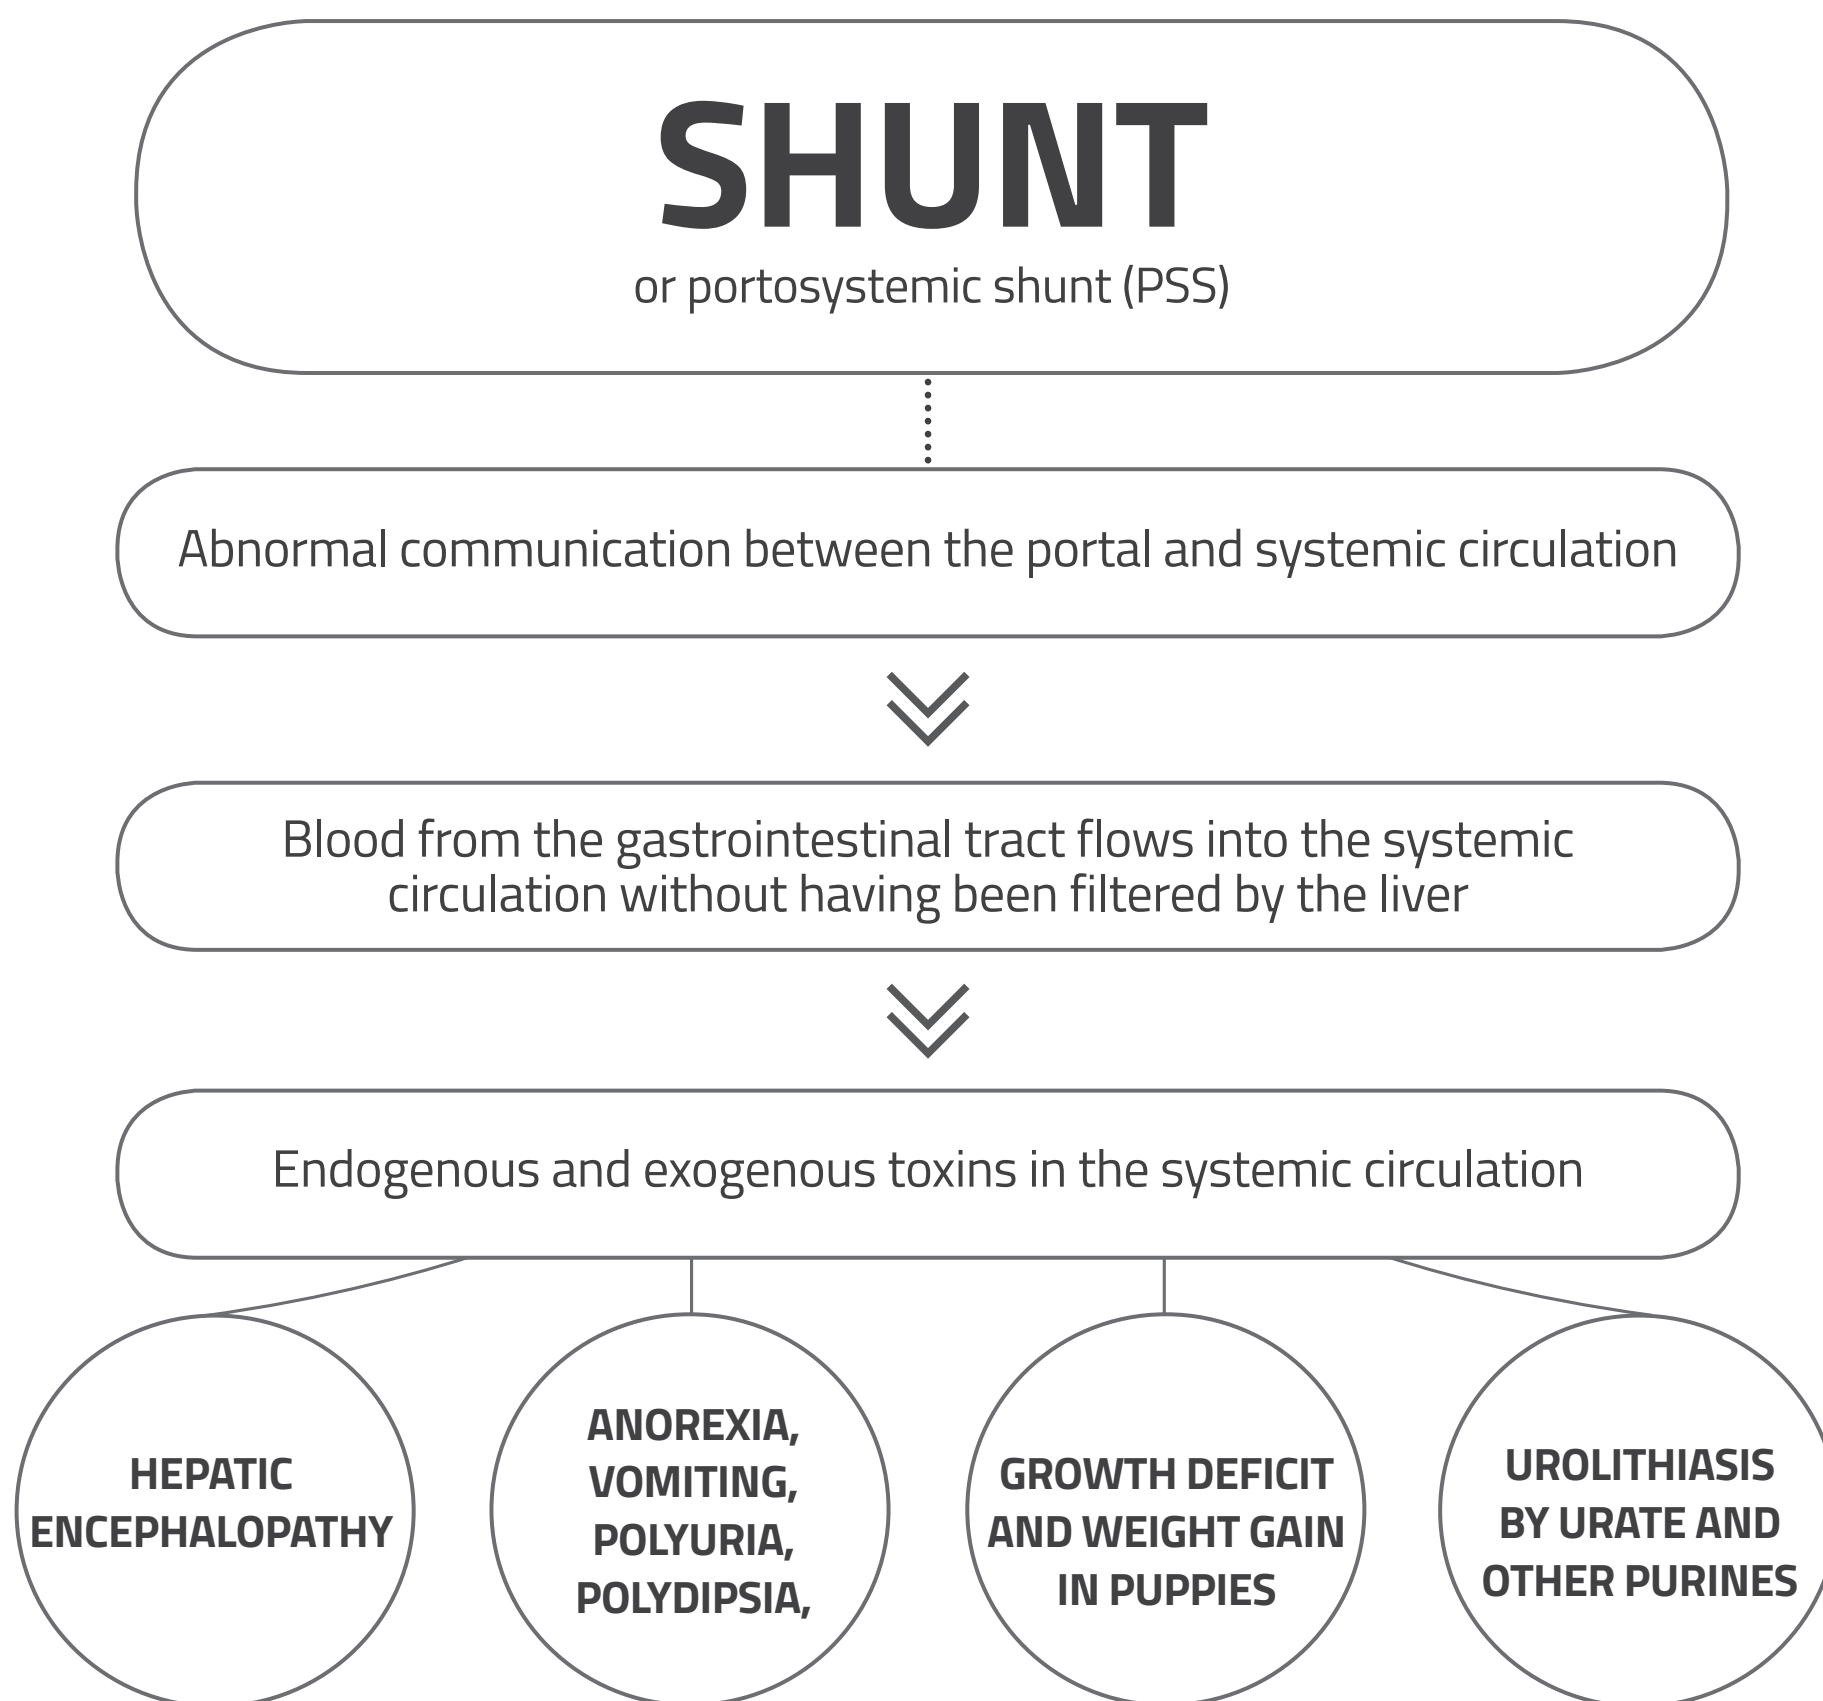 SHUNT
or portosystemic shunt (PSS)
Abnormal communication between the portal and systemic circulation
Blood from the gastrointestinal tract flows into the systemic
circulation without having been filtered by the liver
Endogenous and exogenous toxins in the systemic circulation
HEPATIC
ENCEPHALOPATHY
ANOREXIA,
VOMITING,
POLYURIA,
POLYDIPSIA,
GROWTH DEFICIT
AND WEIGHT GAIN
IN PUPPIES
UROLITHIASIS
BY URATE AND
OTHER PURINES